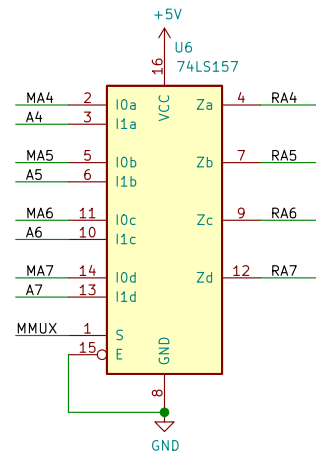 +5V
U6
74LS157
16
VCC
MA4 2 I0a Za 4 RA4
A4 3 I1a
MA5 5 I0b Zb 7 RA5
A5 6 I1b
MA6 11 I0c Zc 9 RA6
A6 10 I1c
MA7 14 I0d Zd 12 RA7
A7 13 I1d
MMUX 1 S
15 E
GND
8
GND